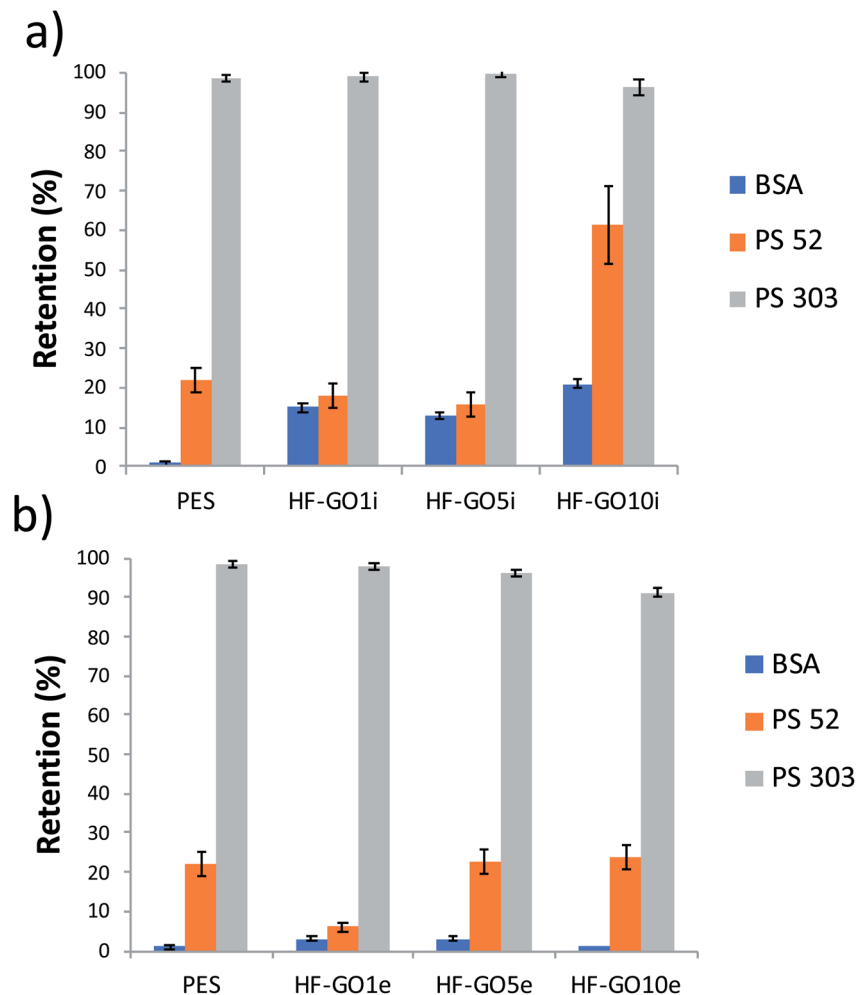 a)
Retention (%)
100
90
80
70
60
50
40
30
20
10
0
PES HF-GO1i HF-GO5i HF-GO10i
BSA
PS 52
PS 303
b)
Retention (%)
100
90
80
70
60
50
40
30
20
10
0
PES HF-GO1e HF-GO5e HF-GO10e
BSA
PS 52
PS 303